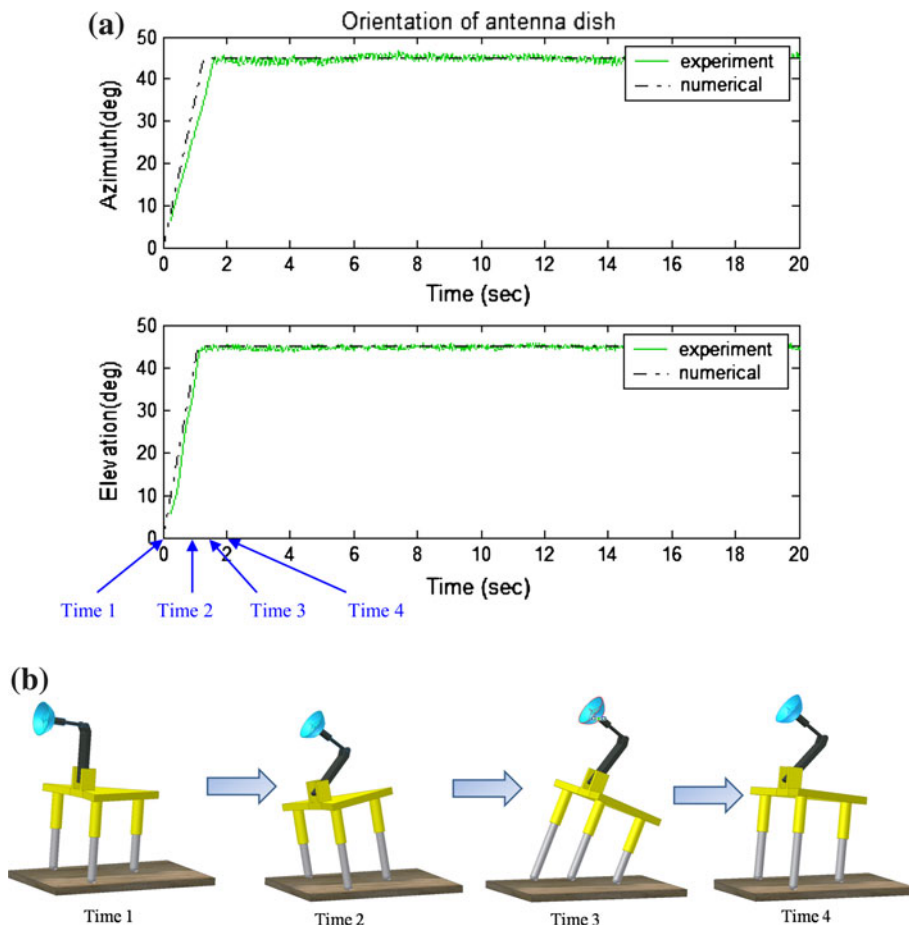 (a)
Orientation of antenna dish
50
40
30
20
10
0
Azimuth(deg)
experiment
numerical
0 2 4 6 8 10 12 14 16 18 20
Time (sec)
50
40
30
20
10
0
Elevation(deg)
experiment
numerical
0 2 4 6 8 10 12 14 16 18 20
Time (sec)
Time 1 Time 2 Time 3 Time 4
(b)
Time 1 Time 2 Time 3 Time 4